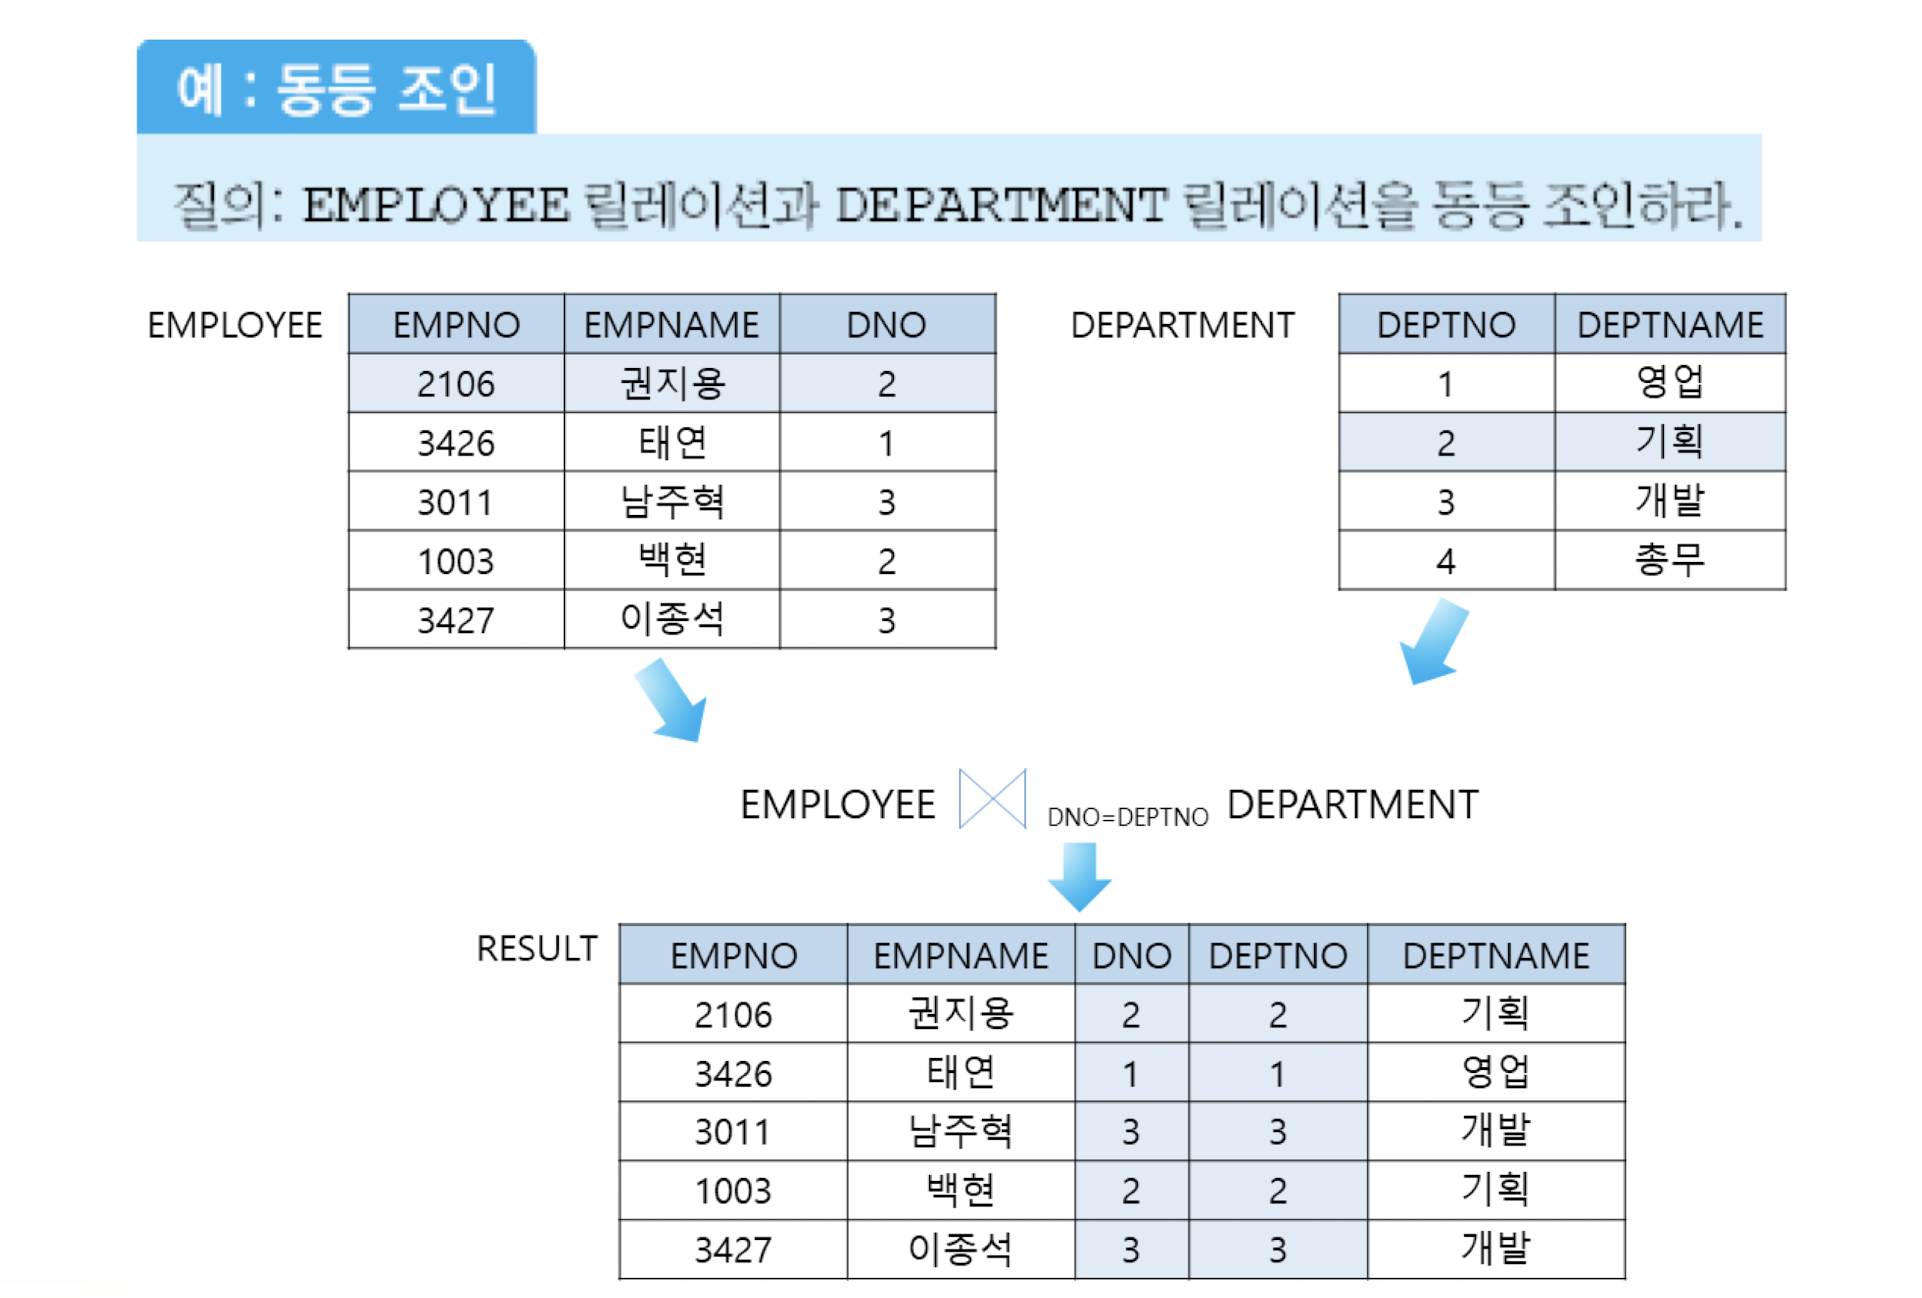 예 : 동등 조인
질의: EMPLOYEE 릴레이션과 DEPARTMENT 릴레이션을 동등 조인하라.
EMPLOYEE
EMPNO EMPNAME DNO
2106 권지용 2
3426 태연 1
3011 남주혁 3
1003 백현 2
3427 이종석 3
DEPARTMENT
DEPTNO DEPTNAME
1 영업
2 기획
3 개발
4 총무
EMPLOYEE ⋈ DNO=DEPTNO DEPARTMENT
RESULT
EMPNO EMPNAME DNO DEPTNO DEPTNAME
2106 권지용 2 2 기획
3426 태연 1 1 영업
3011 남주혁 3 3 개발
1003 백현 2 2 기획
3427 이종석 3 3 개발